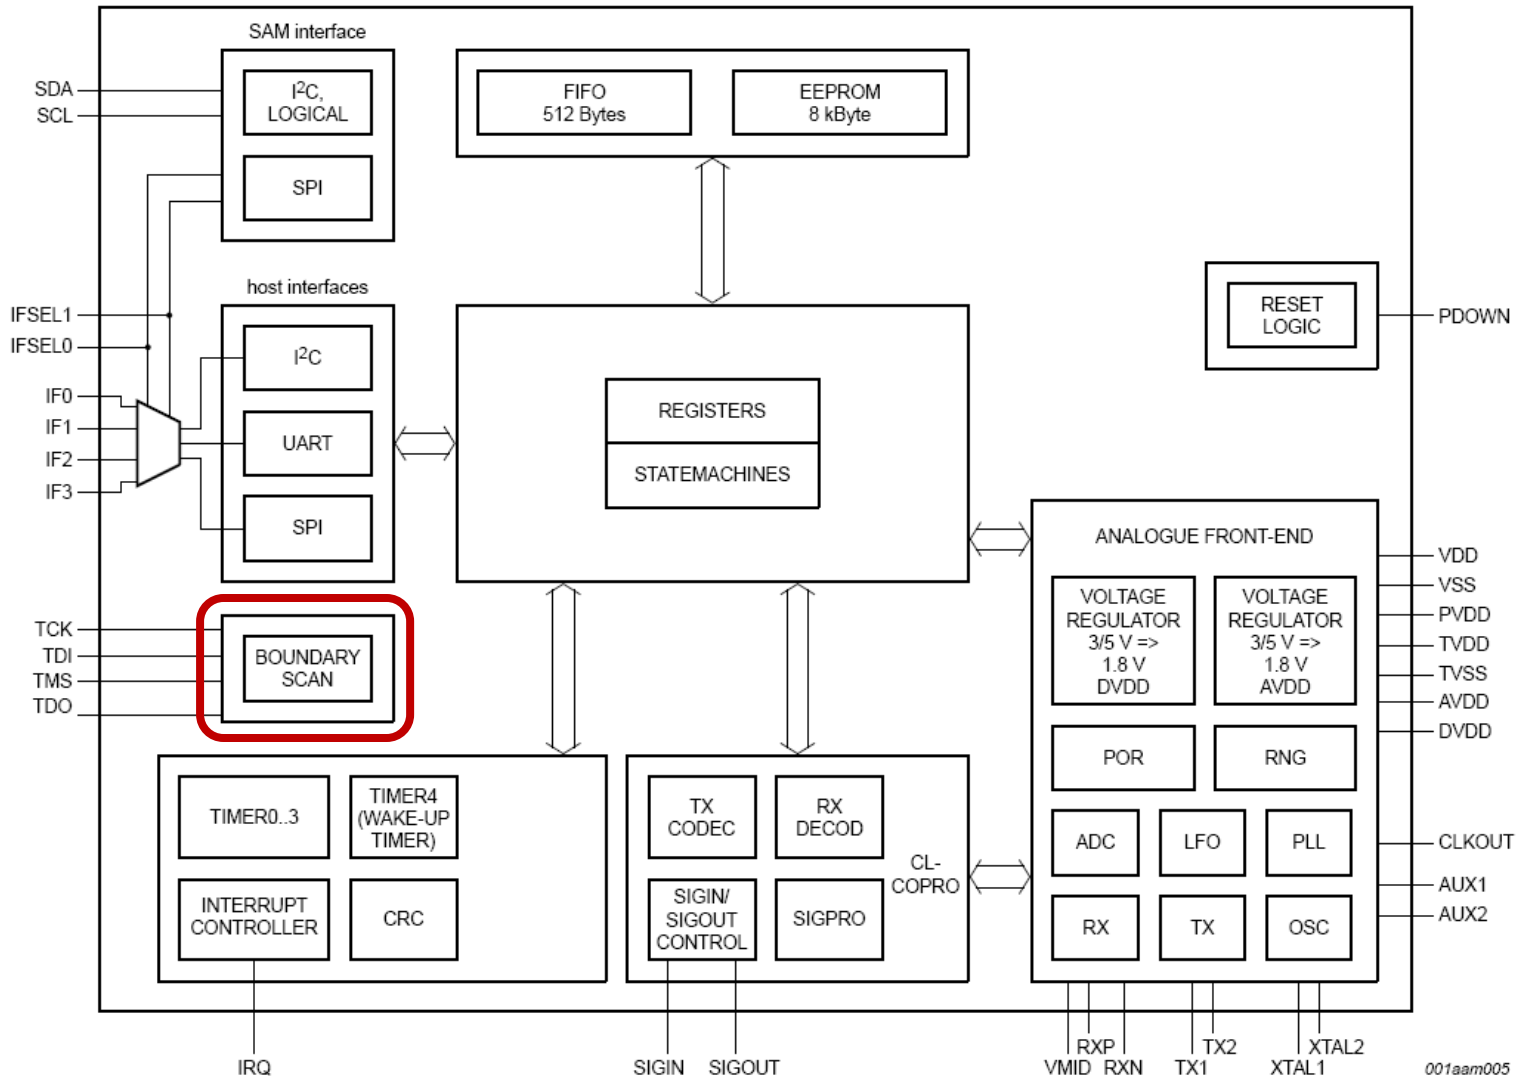 SAM interface
SDA
SCL
I²C,
LOGICAL
SPI
FIFO
512 Bytes
EEPROM
8 kByte
host interfaces
IFSEL1
IFSEL0
IF0
IF1
IF2
IF3
I²C
UART
SPI
REGISTERS
STATEMACHINES
RESET
LOGIC
PDOWN
TCK
TDI
TMS
TDO
BOUNDARY
SCAN
ANALOGUE FRONT-END
VOLTAGE
REGULATOR
3/5 V =>
1.8 V
DVDD
VOLTAGE
REGULATOR
3/5 V =>
1.8 V
AVDD
POR
RNG
ADC
LFO
PLL
RX
TX
OSC
VDD
VSS
PVDD
TVDD
TVSS
AVDD
DVDD
CLKOUT
AUX1
AUX2
TIMER0..3
TIMER4
(WAKE-UP
TIMER)
INTERRUPT
CONTROLLER
CRC
TX
CODEC
RX
DECOD
SIGIN/
SIGOUT
CONTROL
SIGPRO
CL-
COPRO
IRQ
SIGIN
SIGOUT
VMID
RXP
RXN
TX1
TX2
XTAL1
XTAL2
001aam005